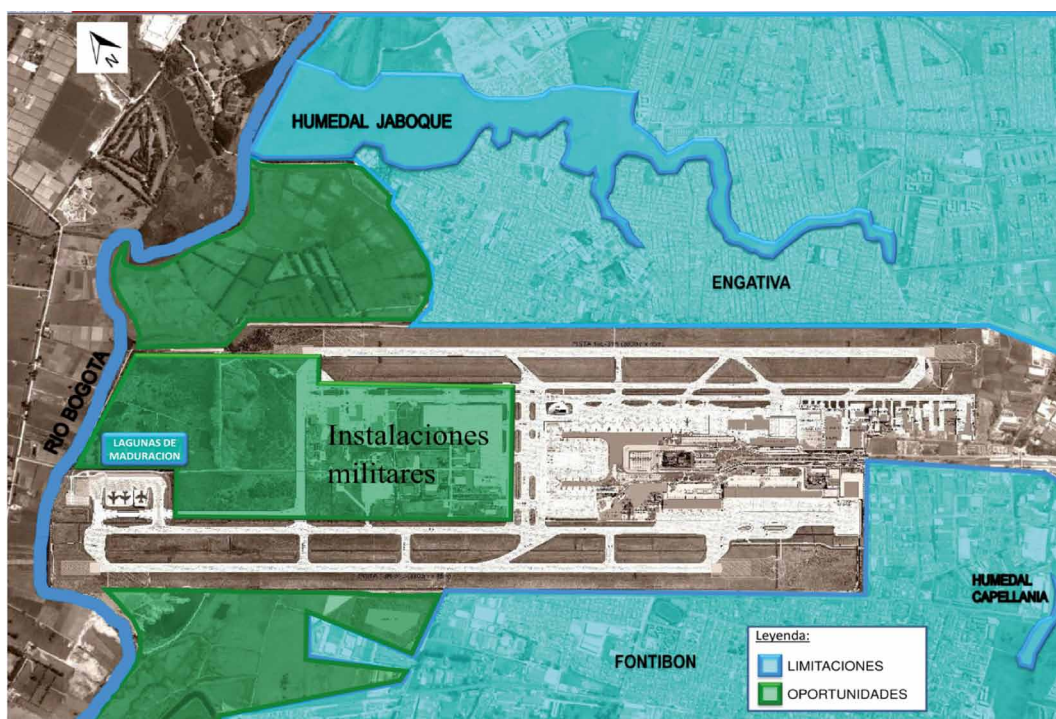 N
HUMEDAL JABOQUE
ENGATIVA
RIO BOGOTA
Instalaciones
militares
LAGUNAS DE
MADURACION
HUMEDAL
CAPELLANIA
FONTIBON
Leyenda:
LIMITACIONES
OPORTUNIDADES